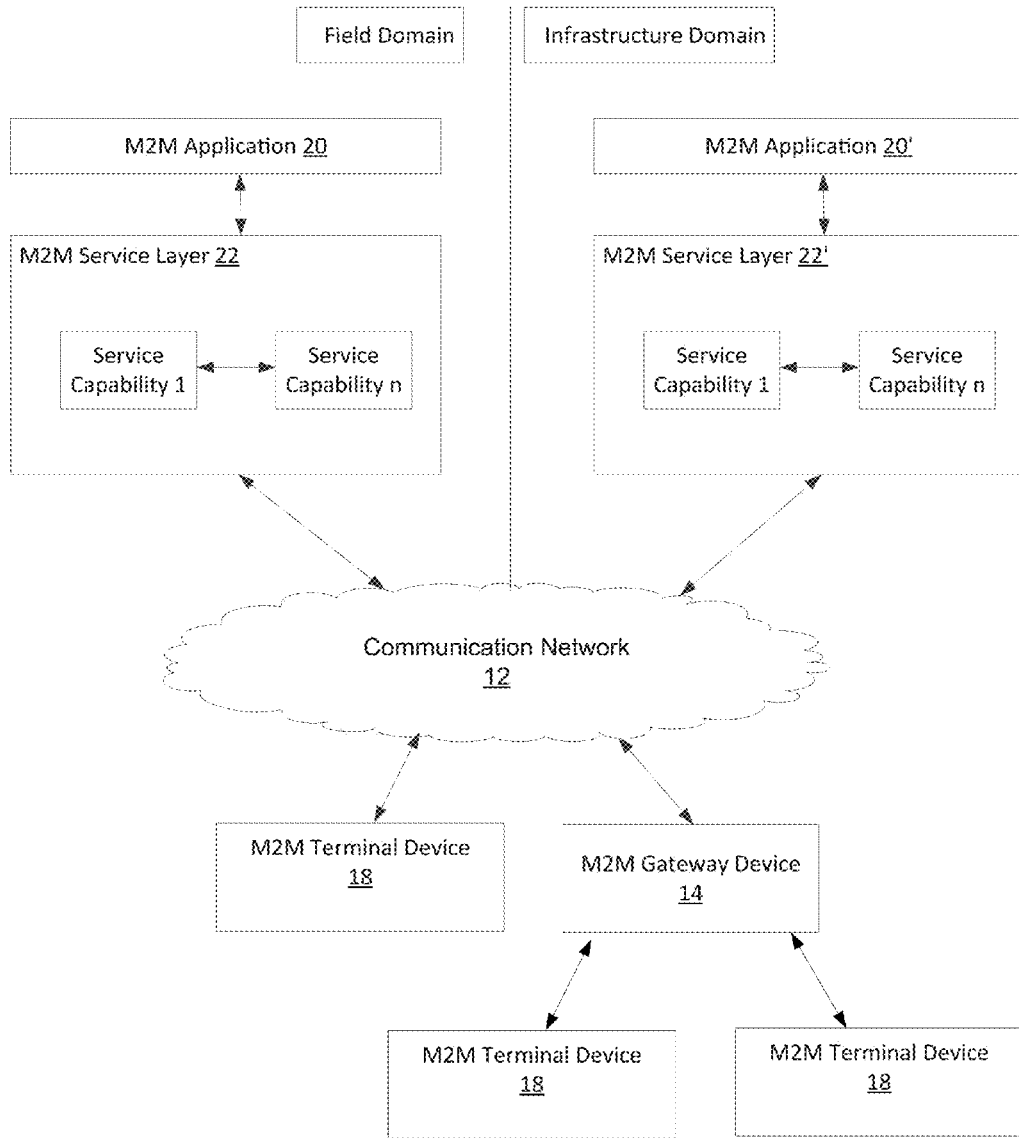 Field Domain
Infrastructure Domain
M2M Application 20
M2M Application 20'
M2M Service Layer 22
M2M Service Layer 22'
Service
Capability 1
Service
Capability n
Service
Capability 1
Service
Capability n
Communication Network
12
M2M Terminal Device
18
M2M Gateway Device
14
M2M Terminal Device
18
M2M Terminal Device
18